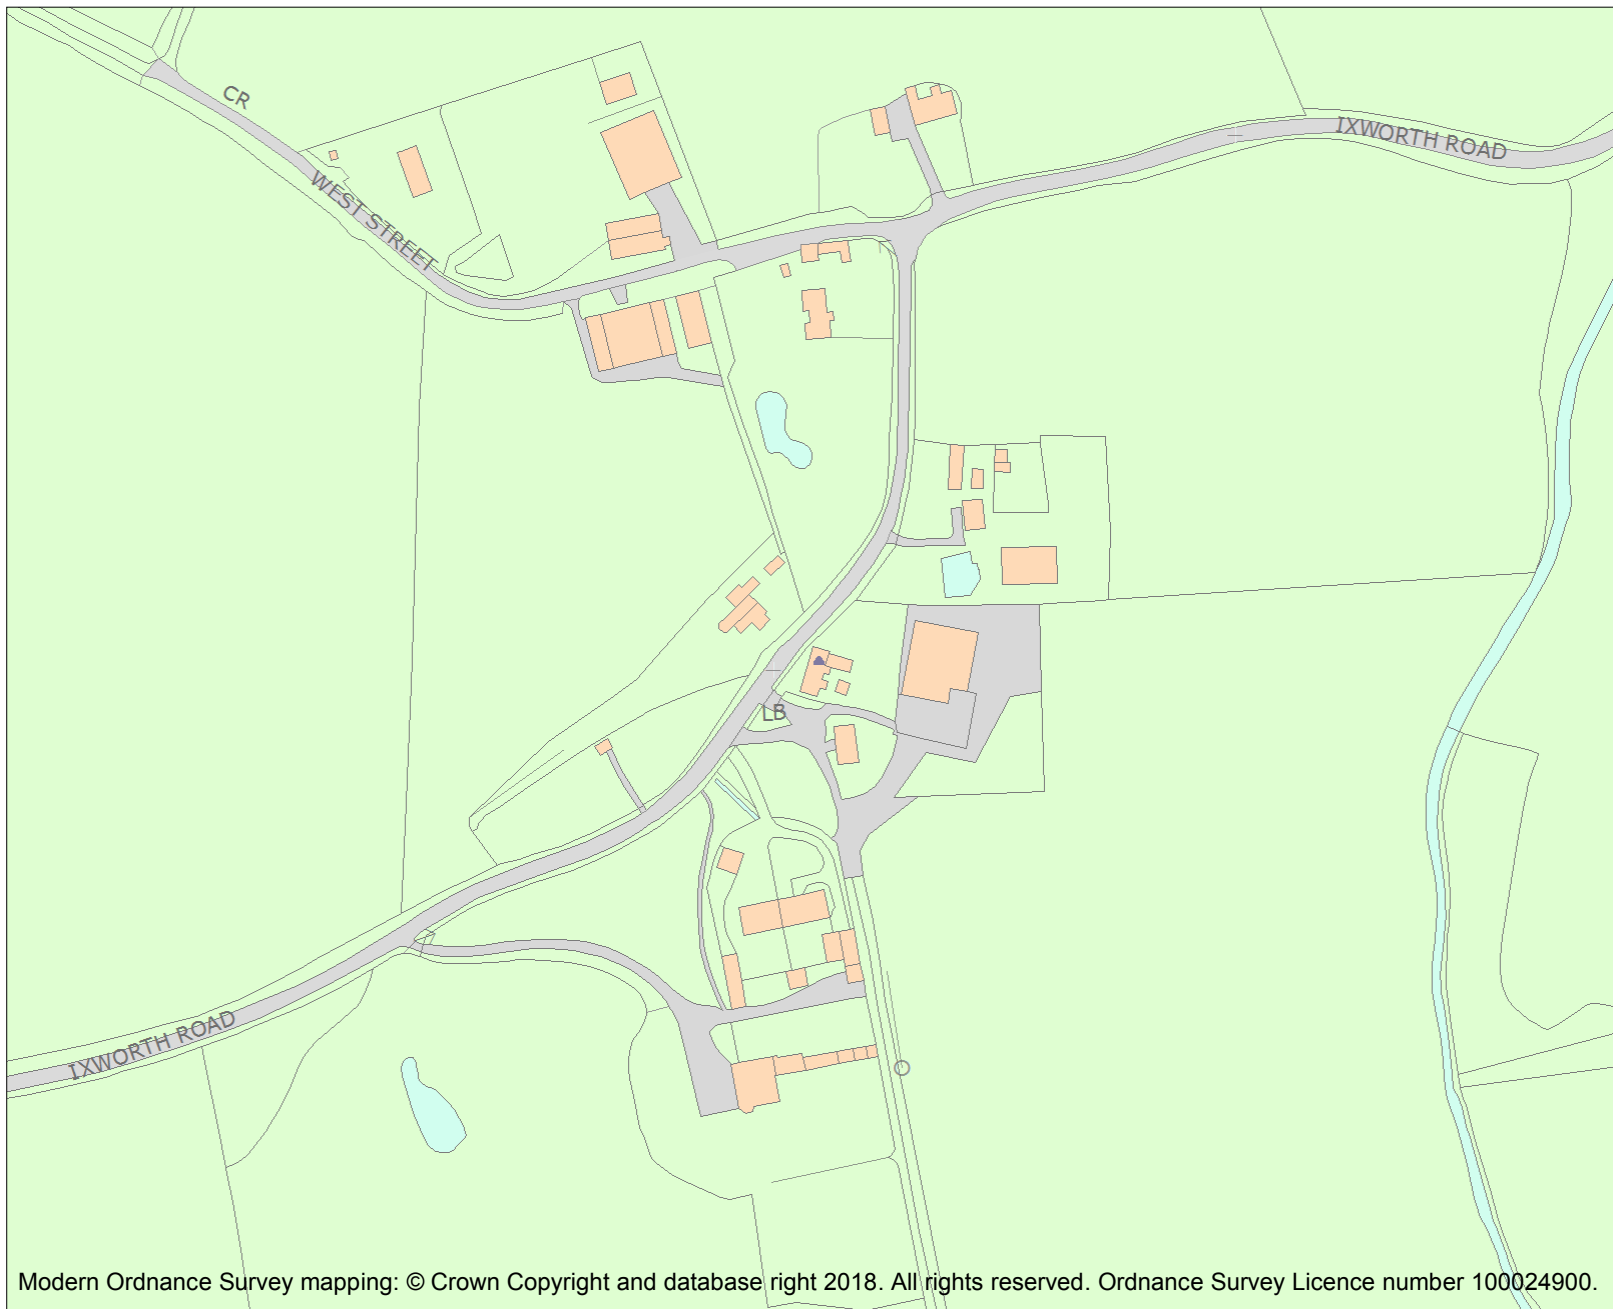 CR
IXWORTH ROAD
WEST STREET
LB
IXWORTH ROAD
Modern Ordnance Survey mapping: © Crown Copyright and database right 2018. All rights reserved. Ordnance Survey Licence number 100024900.